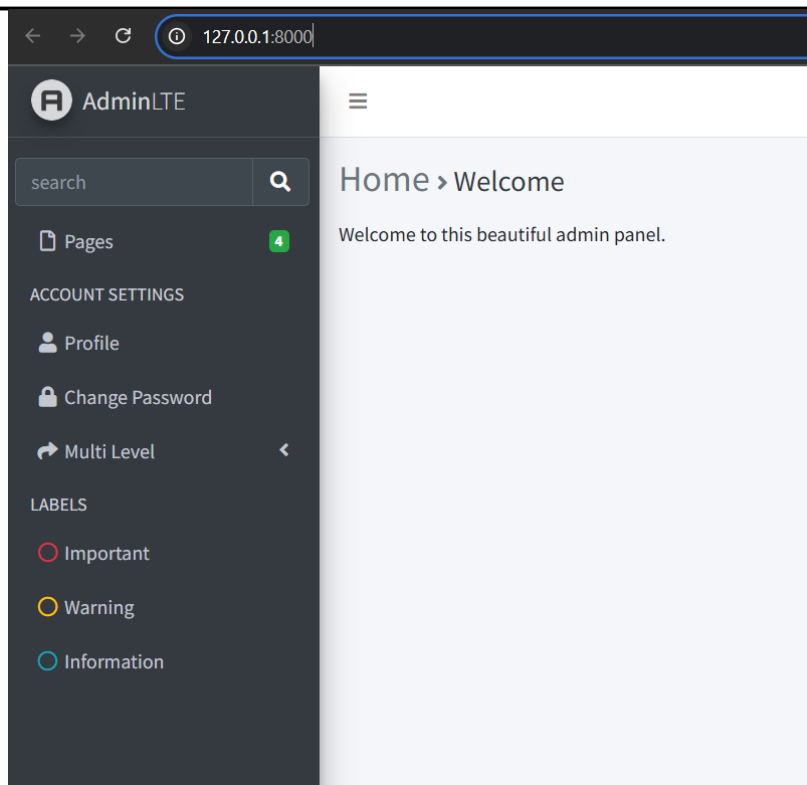 127.0.0.1:8000
AdminLTE
search
Pages 4
ACCOUNT SETTINGS
Profile
Change Password
Multi Level
LABELS
Important
Warning
Information
Home > Welcome
Welcome to this beautiful admin panel.